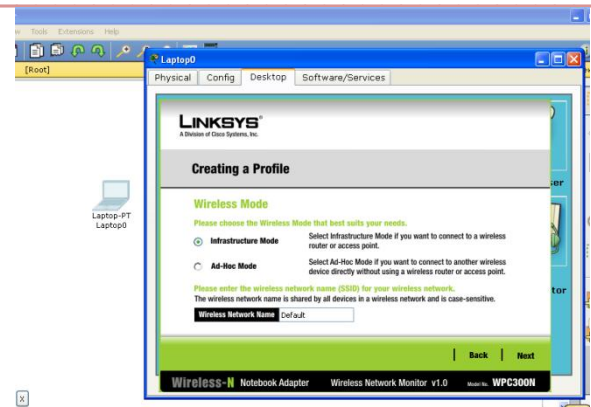 Tools Extensions Help
[Root]
Laptop0
Physical Config Desktop Software/Services
LINKSYS®
A Division of Cisco Systems, Inc.
Creating a Profile
Wireless Mode
Please choose the Wireless Mode that best suits your needs.
Infrastructure Mode
Select Infrastructure Mode if you want to connect to a wireless
router or access point.
Ad-Hoc Mode
Select Ad-Hoc Mode if you want to connect to another wireless
device directly without using a wireless router or access point.
Please enter the wireless network name (SSID) for your wireless network.
The wireless network name is shared by all devices in a wireless network and is case-sensitive.
Wireless Network Name Default
Back Next
Wireless-N Notebook Adapter Wireless Network Monitor v1.0 Model No. WPC300N
Laptop-PT
Laptop0
X